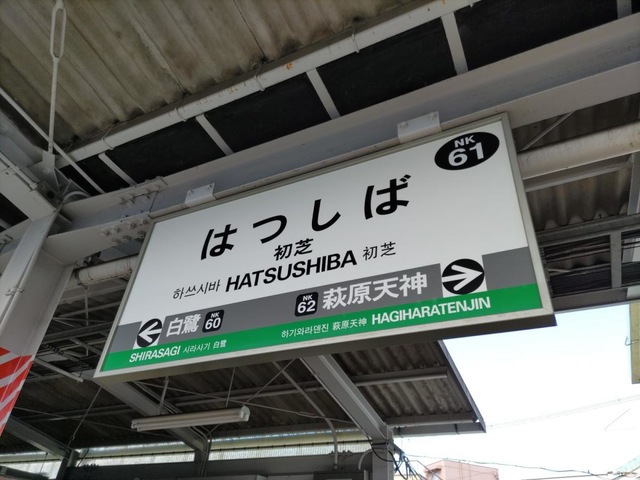 NK
61
はつしば
初芝
하쓰시바 HATSUSHIBA 初芝
白鷺 NK 60
SHIRASAGI 시라사기 白鹭
NK 62 萩原天神
하기와라덴진 萩原天神 HAGIHARATENJIN